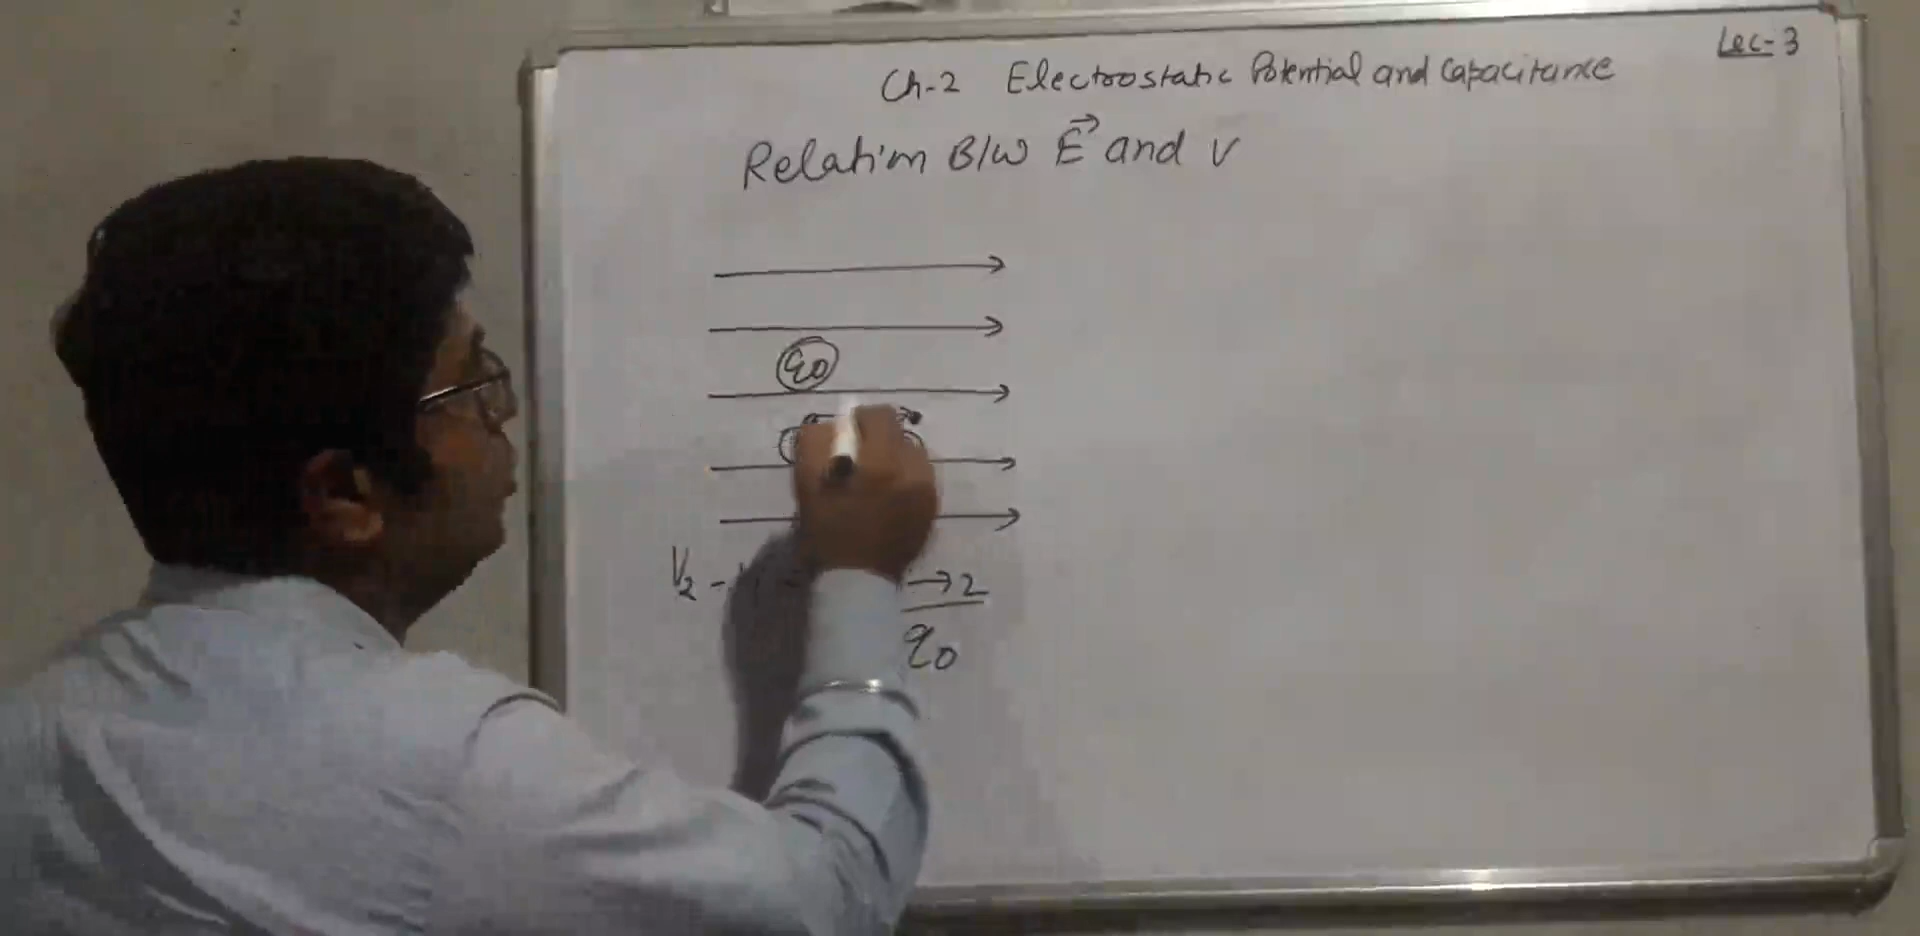 Lec-3
Ch-2 Electrostatic Potential and Capacitance
Relation B/W E⃗ and V
q0
V2 -
→2
q0